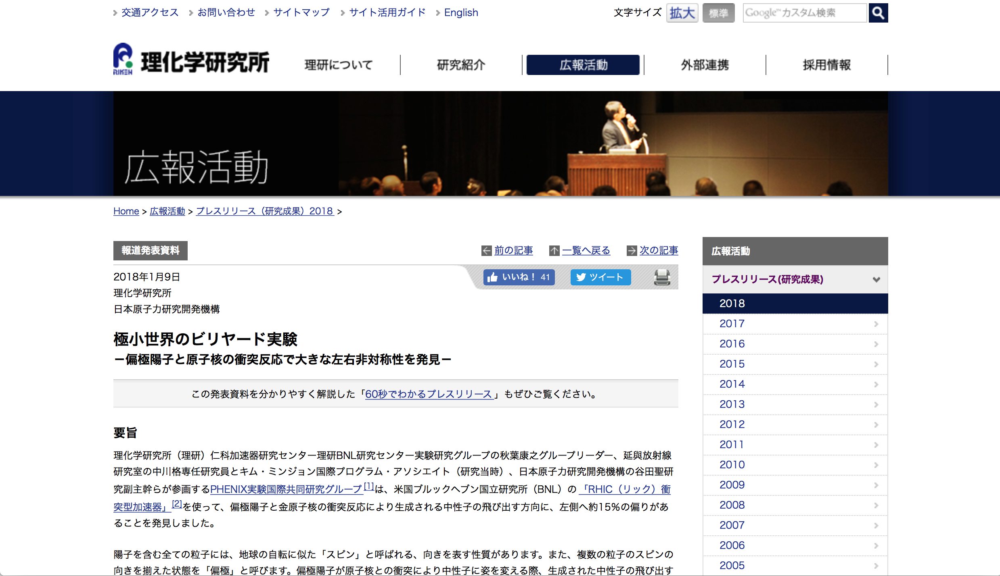 交通アクセス お問い合わせ サイトマップ サイト活用ガイド English 文字サイズ 拡大 標準 Google™カスタム検索
RIKEN 理化学研究所 理研について 研究紹介 広報活動 外部連携 採用情報
広報活動
Home > 広報活動 > プレスリリース（研究成果）2018 >
報道発表資料 前の記事 一覧へ戻る 次の記事
いいね！ 41 ツイート
2018年1月9日
理化学研究所
日本原子力研究開発機構
極小世界のビリヤード実験
－偏極陽子と原子核の衝突反応で大きな左右非対称性を発見－
この発表資料を分かりやすく解説した「60秒でわかるプレスリリース」もぜひご覧ください。
要旨
理化学研究所（理研）仁科加速器研究センター理研BNL研究センター実験研究グループの秋葉康之グループリーダー、延與放射線
研究室の中川格専任研究員とキム・ミンジョン国際プログラム・アソシエイト（研究当時）、日本原子力研究開発機構の谷田聖研
究副主幹らが参画するPHENIX実験国際共同研究グループ[1]は、米国ブルックヘブン国立研究所（BNL）の「RHIC（リック）衝
突型加速器」[2]を使って、偏極陽子と金原子核の衝突反応により生成される中性子の飛び出す方向に、左側へ約15％の偏りがあ
ることを発見しました。
陽子を含む全ての粒子には、地球の自転に似た「スピン」と呼ばれる、向きを表す性質があります。また、複数の粒子のスピンの
向きを揃えた状態を「偏極」と呼びます。偏極陽子が原子核との衝突により中性子に姿を変える際、生成された中性子の飛び出す
広報活動
プレスリリース(研究成果)
2018
2017
2016
2015
2014
2013
2012
2011
2010
2009
2008
2007
2006
2005